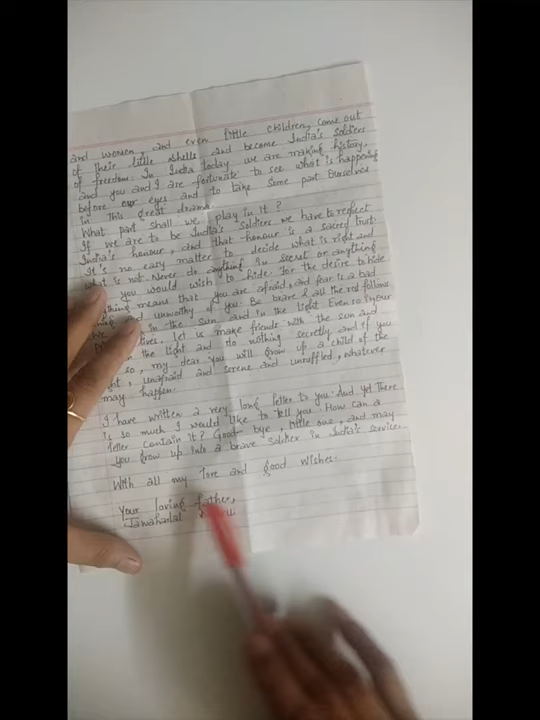 and women, and even little children, come out
of their little shells and become India's soldiers
of freedom. In India today we are making history,
and you and I are fortunate to see what is happening
before our eyes and to take some part ourselves
in this great drama.
What part shall we play in it?
If we are to be India's soldiers we have to respect
India's honour, and that honour is a sacred trust.
It's no easy matter to decide what is right and
what is not. Never do anything in secret or anything
you would wish to hide. for the desire to hide
means that you are afraid, and fear is a bad
and unworthy of you. Be brave & all the rest follows.
in the sun and in the light. Even so in our
lives. let us make friends with the sun and
the light and do nothing secretly. and if you
so, my dear you will grow up a child of the
unafraid and serene and unruffled, whatever
may happen.
I have written a very long letter to you. And yet there
is so much I would like to tell you. How can a
letter contain it? Good-bye, little one, and may
you grow up into a brave soldier in India's service.
With all my love and good wishes.
Your loving father,
Jawaharlal